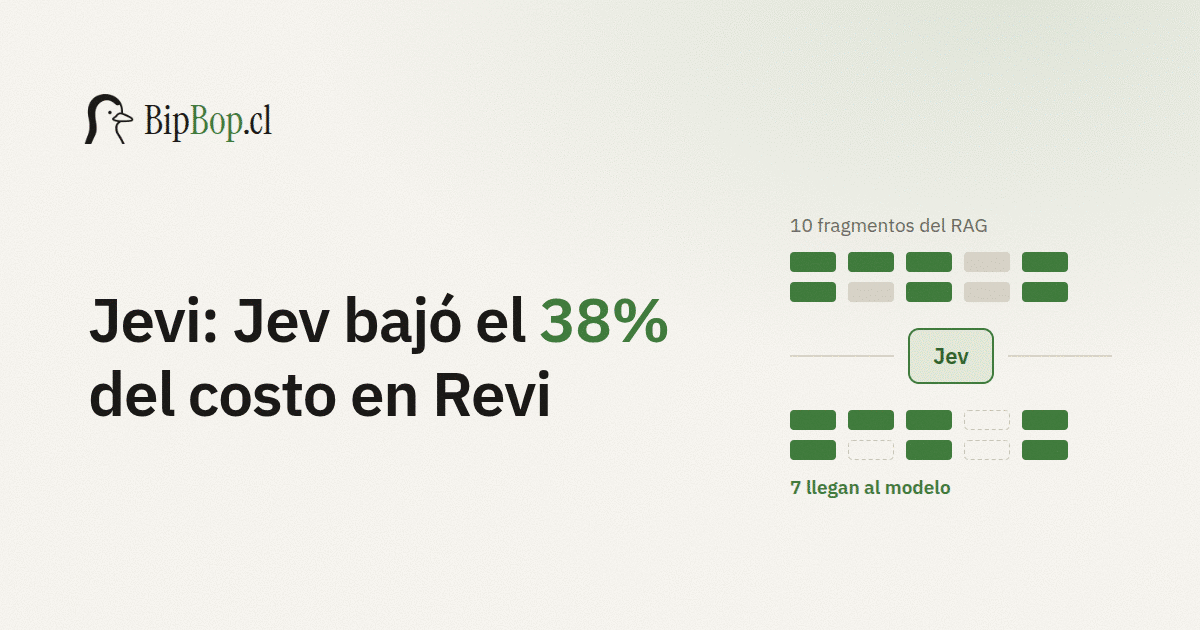 BipBop.cl
Jevi: Jev bajó el 38%
del costo en Revi
10 fragmentos del RAG
Jev
7 llegan al modelo